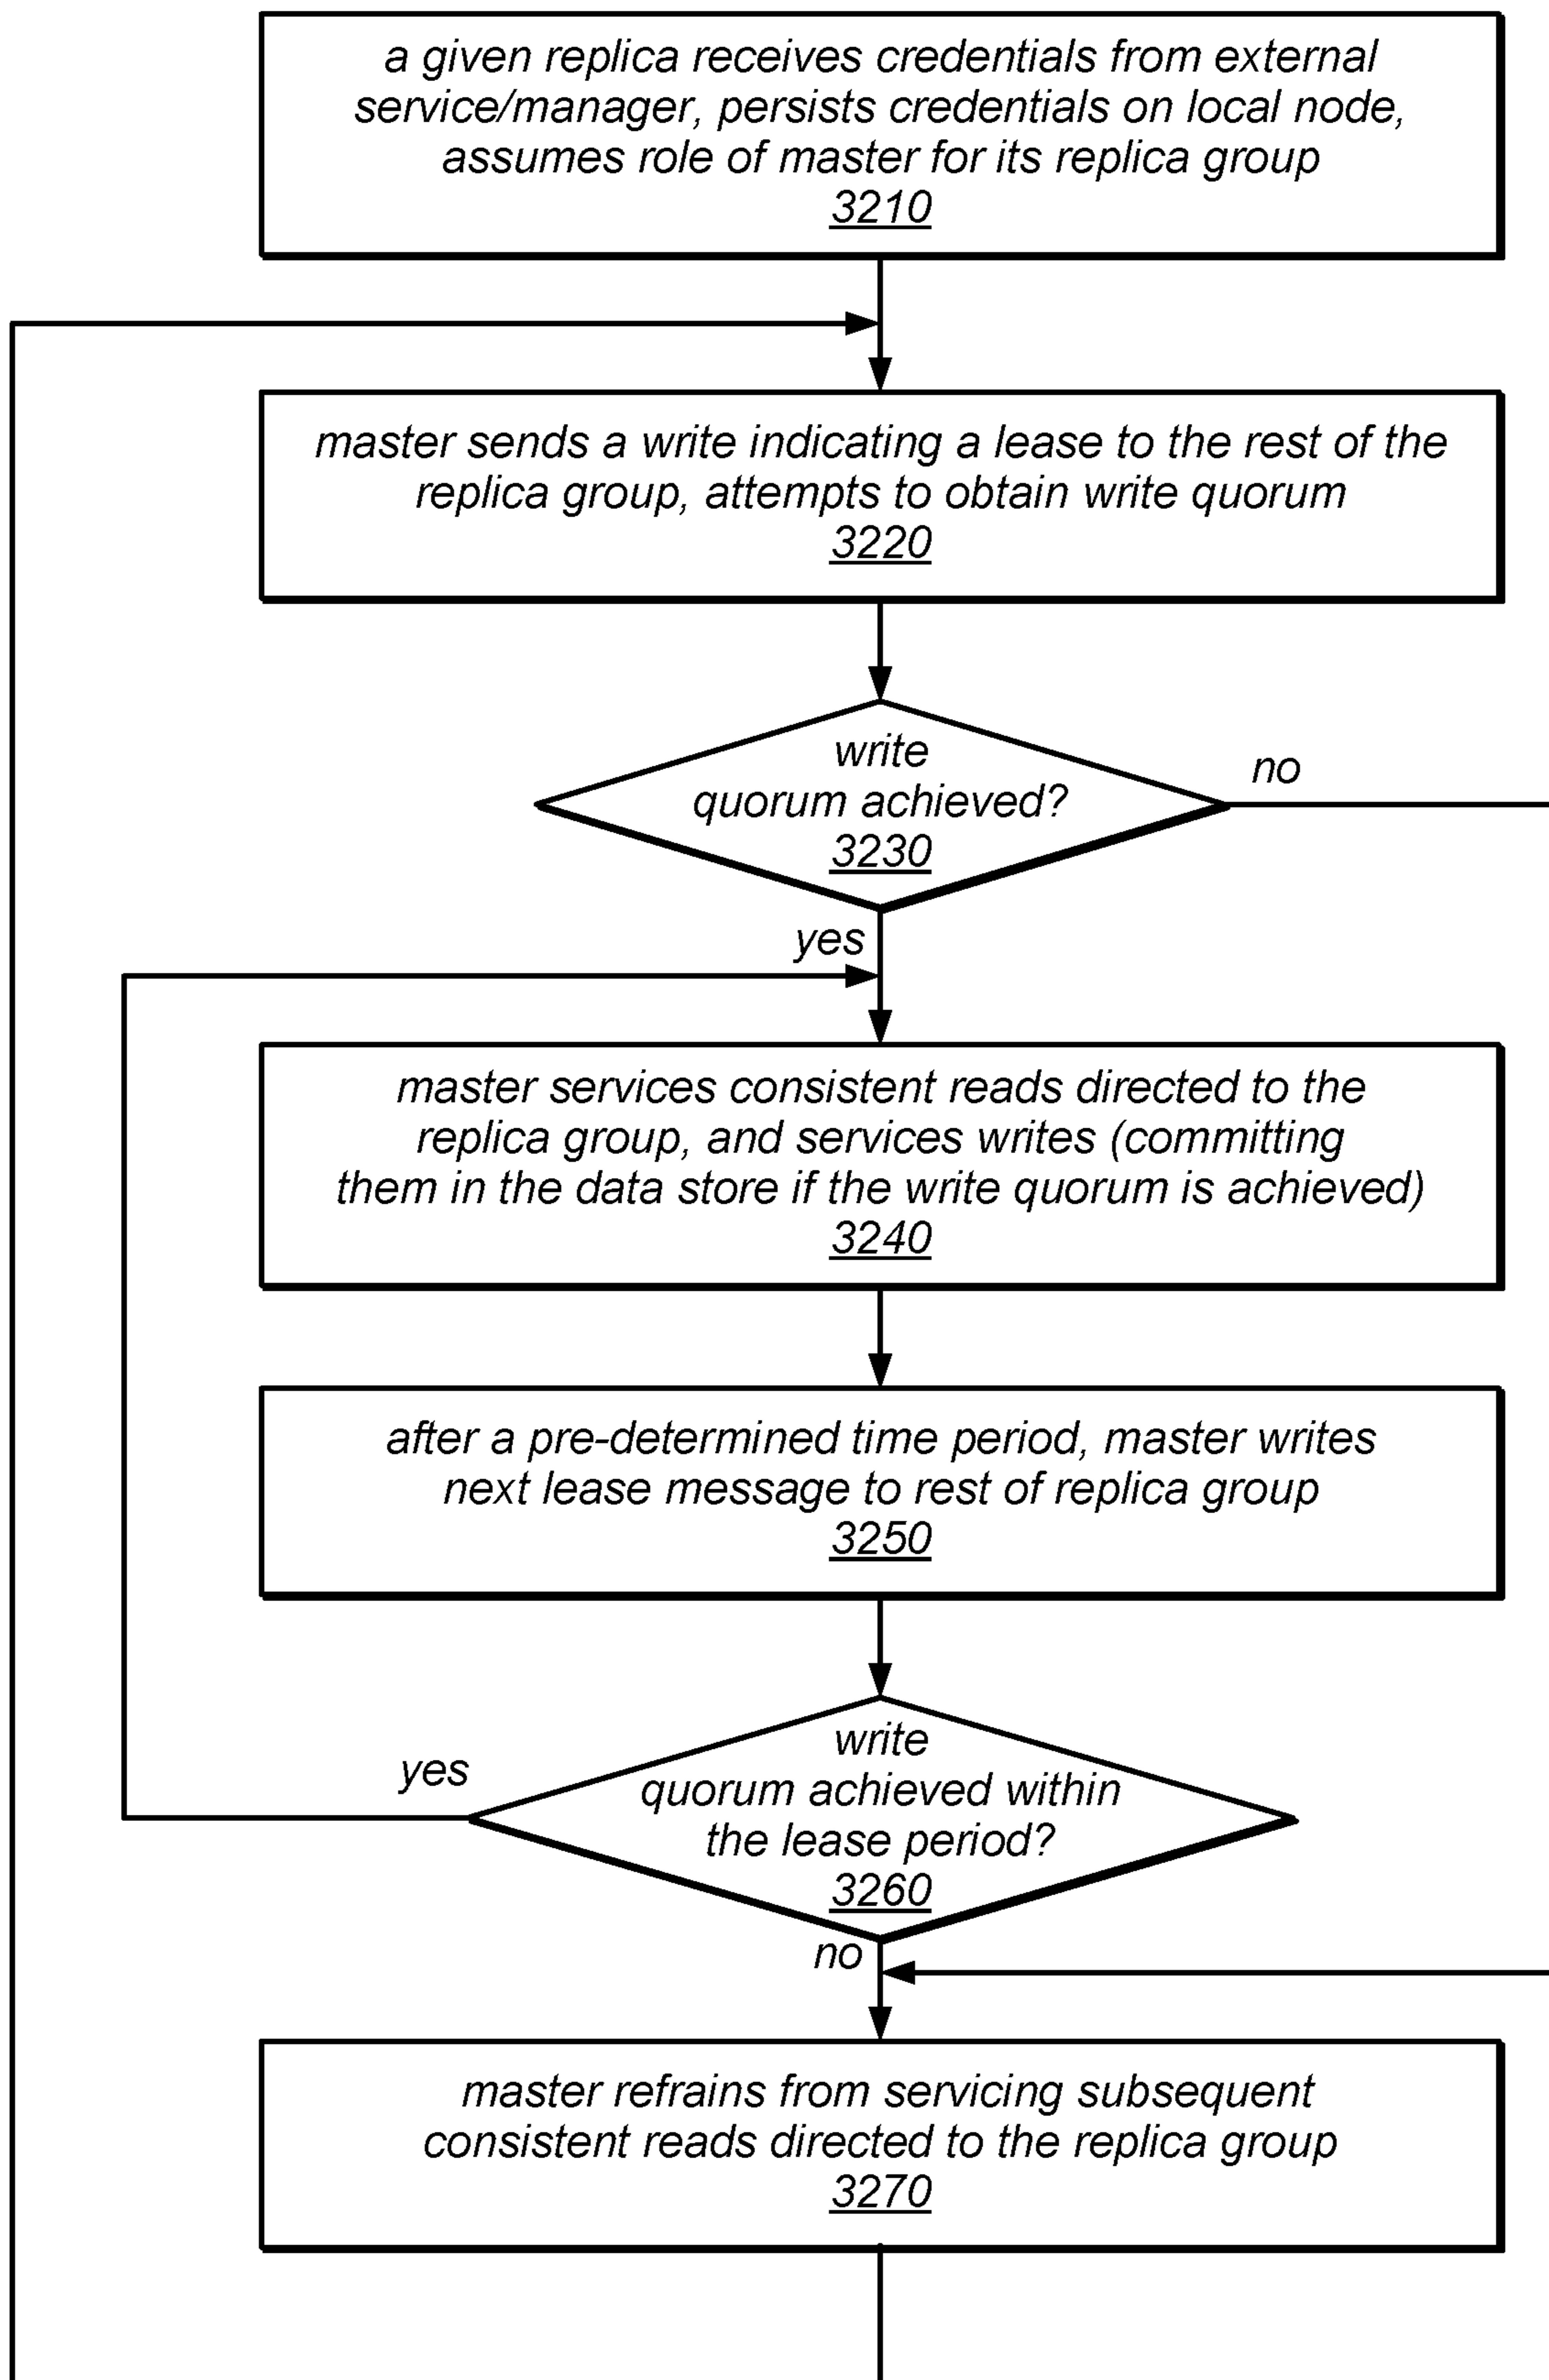 a given replica receives credentials from external
service/manager, persists credentials on local node,
assumes role of master for its replica group
3210
master sends a write indicating a lease to the rest of the
replica group, attempts to obtain write quorum
3220
write
quorum achieved?
3230
no
yes
master services consistent reads directed to the
replica group, and services writes (committing
them in the data store if the write quorum is achieved)
3240
after a pre-determined time period, master writes
next lease message to rest of replica group
3250
write
quorum achieved within
the lease period?
3260
yes
no
master refrains from servicing subsequent
consistent reads directed to the replica group
3270